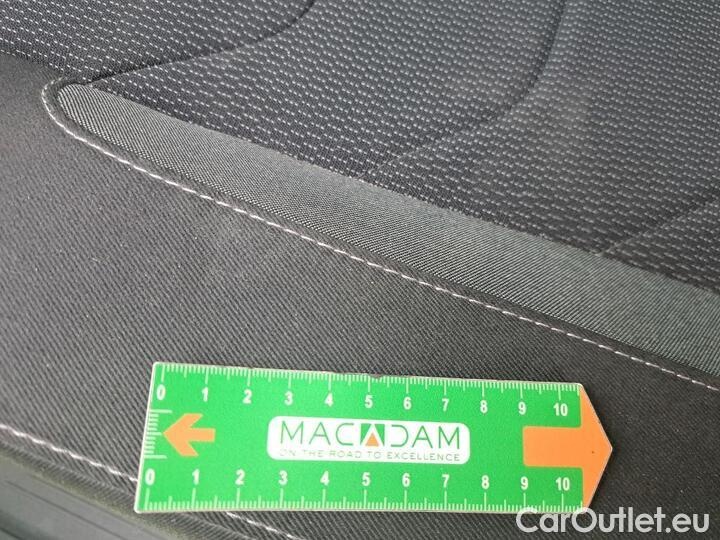 0 1 2 3 4 5 6 7 8 9 10
MACADAM
ON THE ROAD TO EXCELLENCE
0 1 2 3 4 5 6 7 8 9 10
CarOutlet.eu